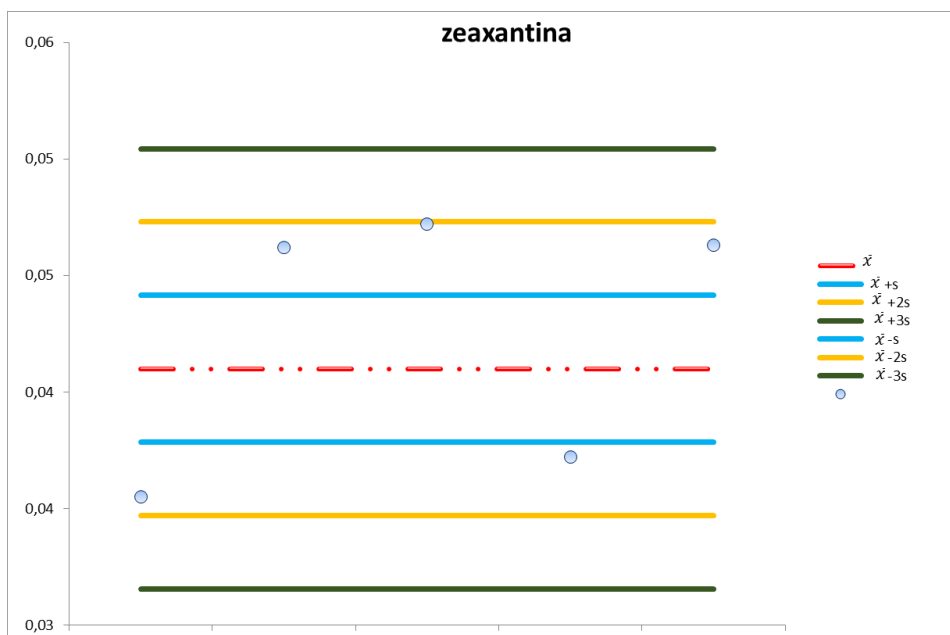 zeaxantina
0,06
0,05
0,05
0,04
0,04
0,03
x̄
x̄ +s
x̄ +2s
x̄ +3s
x̄ -s
x̄ -2s
x̄ -3s